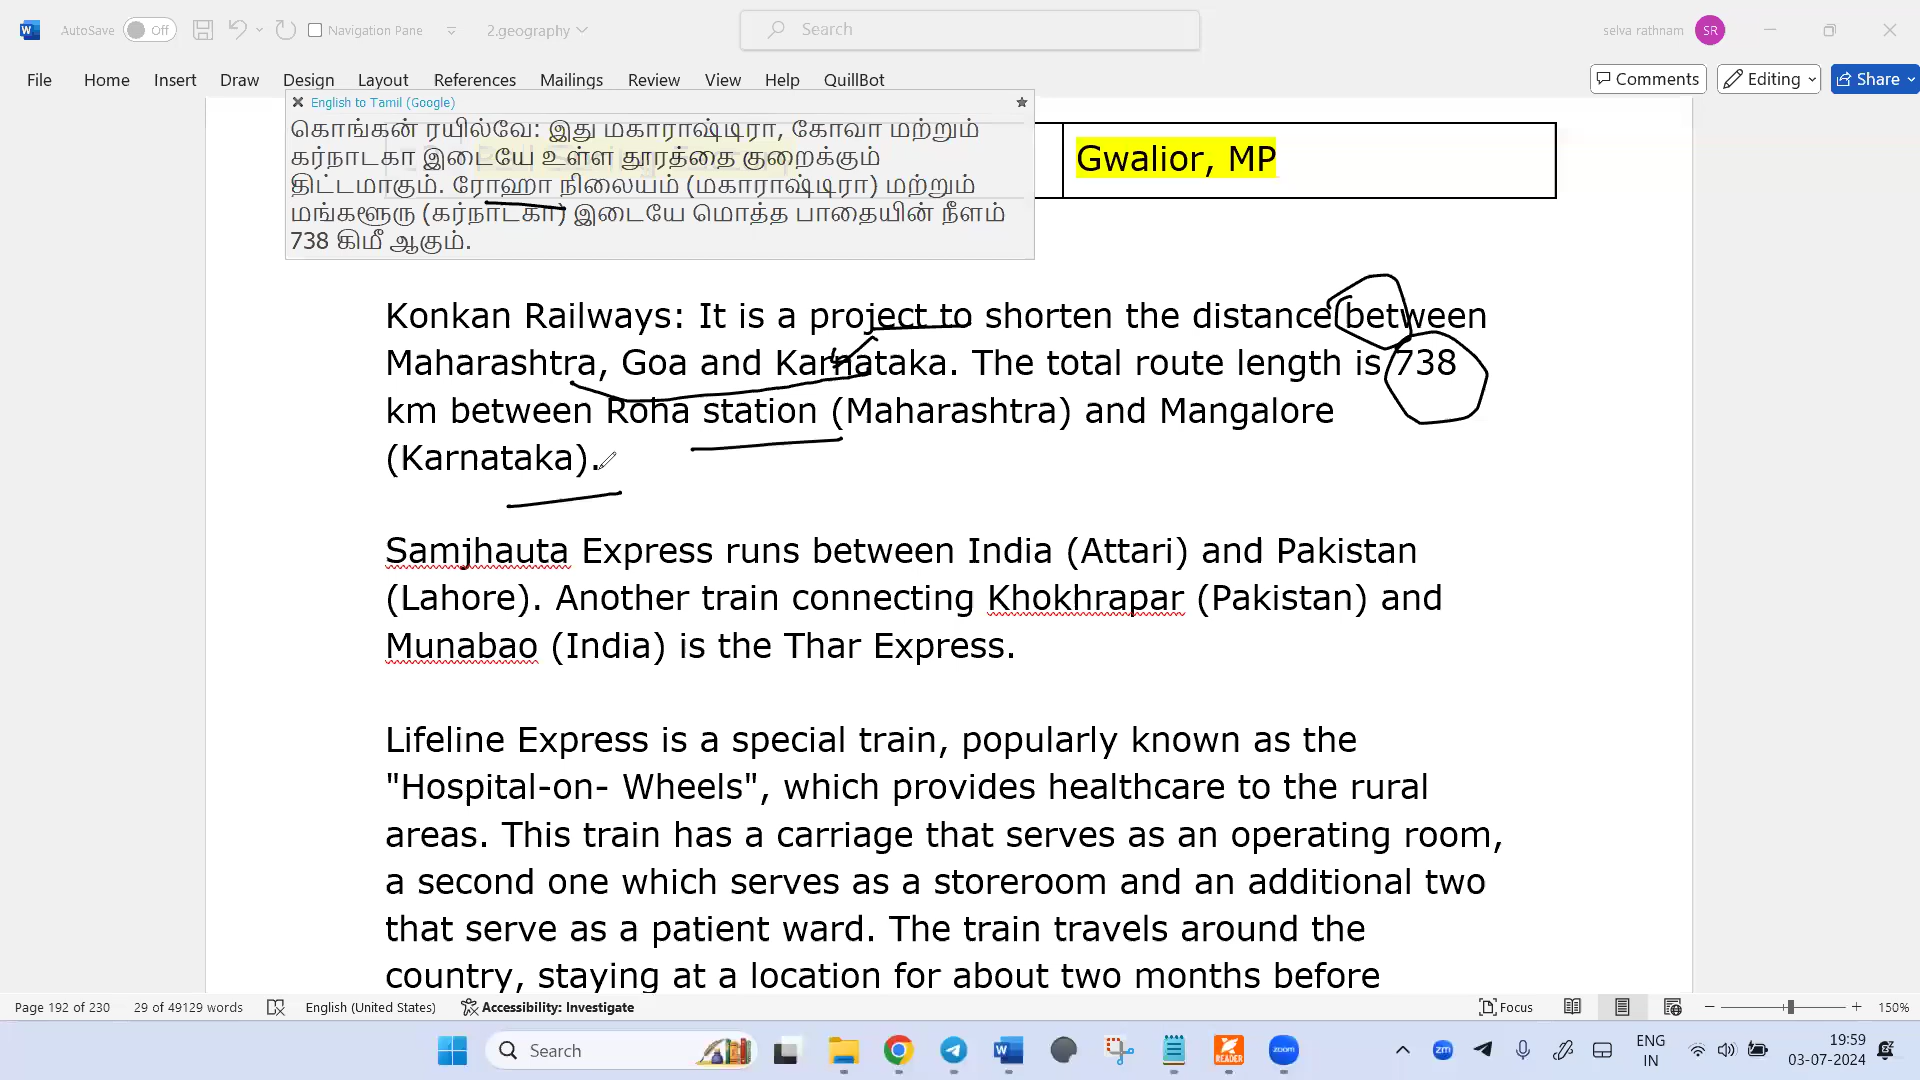 AutoSave Off Navigation Pane 2.geography Search selva rathnam SR
File Home Insert Draw Design Layout References Mailings Review View Help QuillBot Comments Editing Share
English to Tamil (Google)
கொங்கன் ரயில்வே: இது மகாராஷ்டிரா, கோவா மற்றும்
கர்நாடகா இடையே உள்ள தூரத்தை குறைக்கும்
திட்டமாகும். ரோஹா நிலையம் (மகாராஷ்டிரா) மற்றும்
மங்களூரு (கர்நாடகா) இடையே மொத்த பாதையின் நீளம்
738 கிமீ ஆகும்.
Gwalior, MP
Konkan Railways: It is a project to shorten the distance between
Maharashtra, Goa and Karnataka. The total route length is 738
km between Roha station (Maharashtra) and Mangalore
(Karnataka).
Samjhauta Express runs between India (Attari) and Pakistan
(Lahore). Another train connecting Khokhrapar (Pakistan) and
Munabao (India) is the Thar Express.
Lifeline Express is a special train, popularly known as the
"Hospital-on- Wheels", which provides healthcare to the rural
areas. This train has a carriage that serves as an operating room,
a second one which serves as a storeroom and an additional two
that serve as a patient ward. The train travels around the
country, staying at a location for about two months before
Page 192 of 230 29 of 49129 words English (United States) Accessibility: Investigate Focus 150%
Search READER zoom zm ENG 19:59
IN 03-07-2024